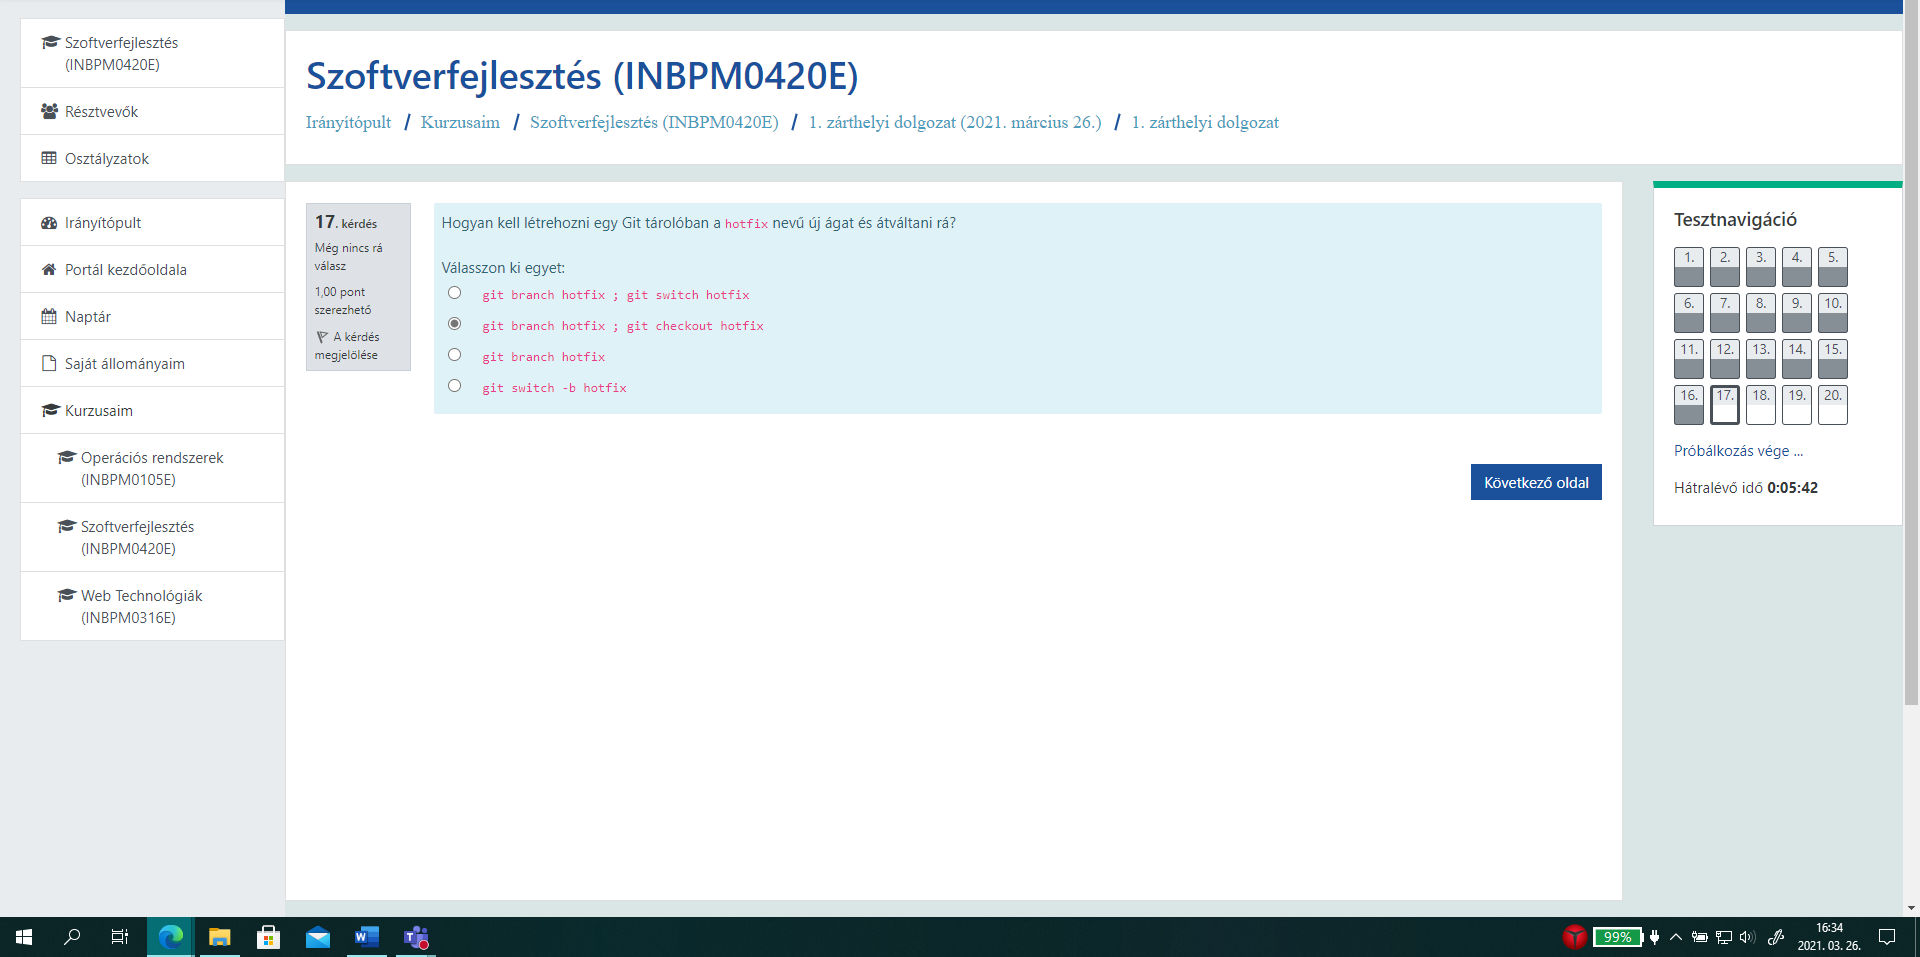 Szoftverfejlesztés
(INBPM0420E)
Résztvevők
Osztályzatok
Irányítópult
Portál kezdőoldala
Naptár
Saját állományaim
Kurzusaim
Operációs rendszerek
(INBPM0105E)
Szoftverfejlesztés
(INBPM0420E)
Web Technológiák
(INBPM0316E)
Szoftverfejlesztés (INBPM0420E)
Irányítópult / Kurzusaim / Szoftverfejlesztés (INBPM0420E) / 1. zárthelyi dolgozat (2021. március 26.) / 1. zárthelyi dolgozat
17. kérdés
Még nincs rá
válasz
1,00 pont
szerezhető
A kérdés
megjelölése
Hogyan kell létrehozni egy Git tárolóban a hotfix nevű új ágat és átváltani rá?
Válasszon ki egyet:
git branch hotfix ; git switch hotfix
git branch hotfix ; git checkout hotfix
git branch hotfix
git switch -b hotfix
Következő oldal
Tesztnavigáció
1. 2. 3. 4. 5.
6. 7. 8. 9. 10.
11. 12. 13. 14. 15.
16. 17. 18. 19. 20.
Próbálkozás vége ...
Hátralévő idő 0:05:42
99%
16:34
2021. 03. 26.